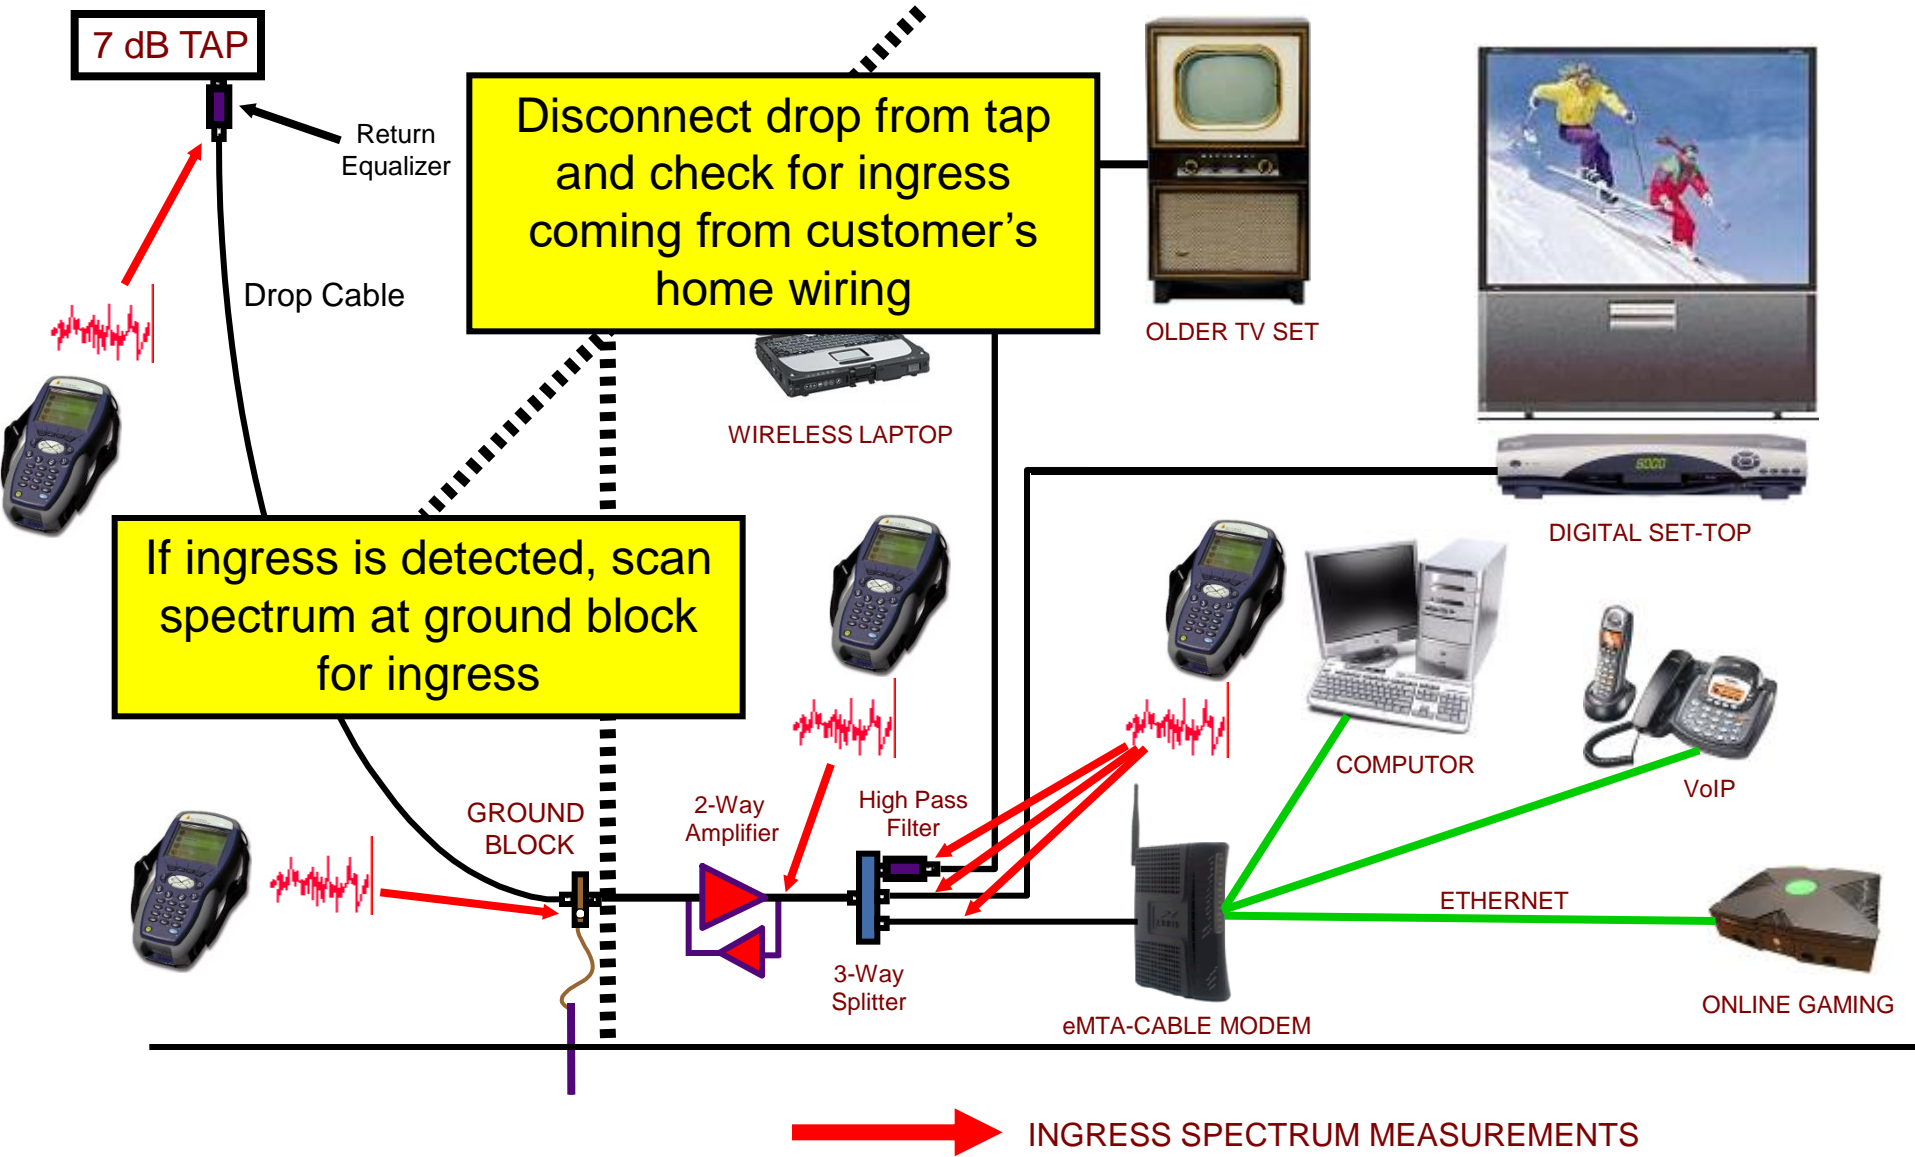 7 dB TAP
Return
Equalizer
Disconnect drop from tap
and check for ingress
coming from customer's
home wiring
Drop Cable
OLDER TV SET
WIRELESS LAPTOP
DIGITAL SET-TOP
If ingress is detected, scan
spectrum at ground block
for ingress
COMPUTOR
VoIP
GROUND
BLOCK
2-Way
Amplifier
High Pass
Filter
ETHERNET
3-Way
Splitter
eMTA-CABLE MODEM
ONLINE GAMING
INGRESS SPECTRUM MEASUREMENTS